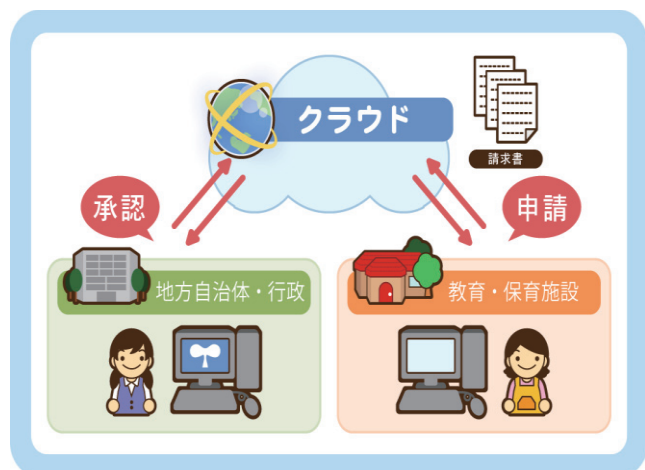 クラウド
請求書
承認
申請
地方自治体・行政
教育・保育施設